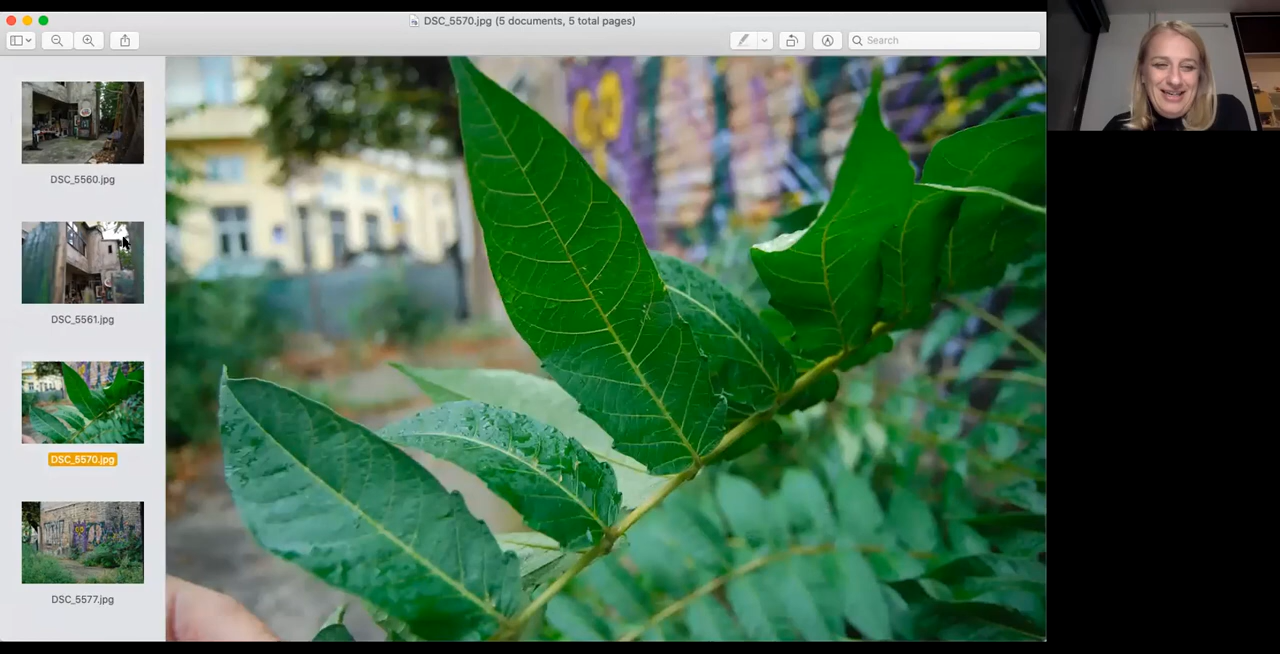 DSC_5570.jpg (5 documents, 5 total pages)
Search
DSC_5560.jpg
DSC_5561.jpg
DSC_5570.jpg
DSC_5577.jpg